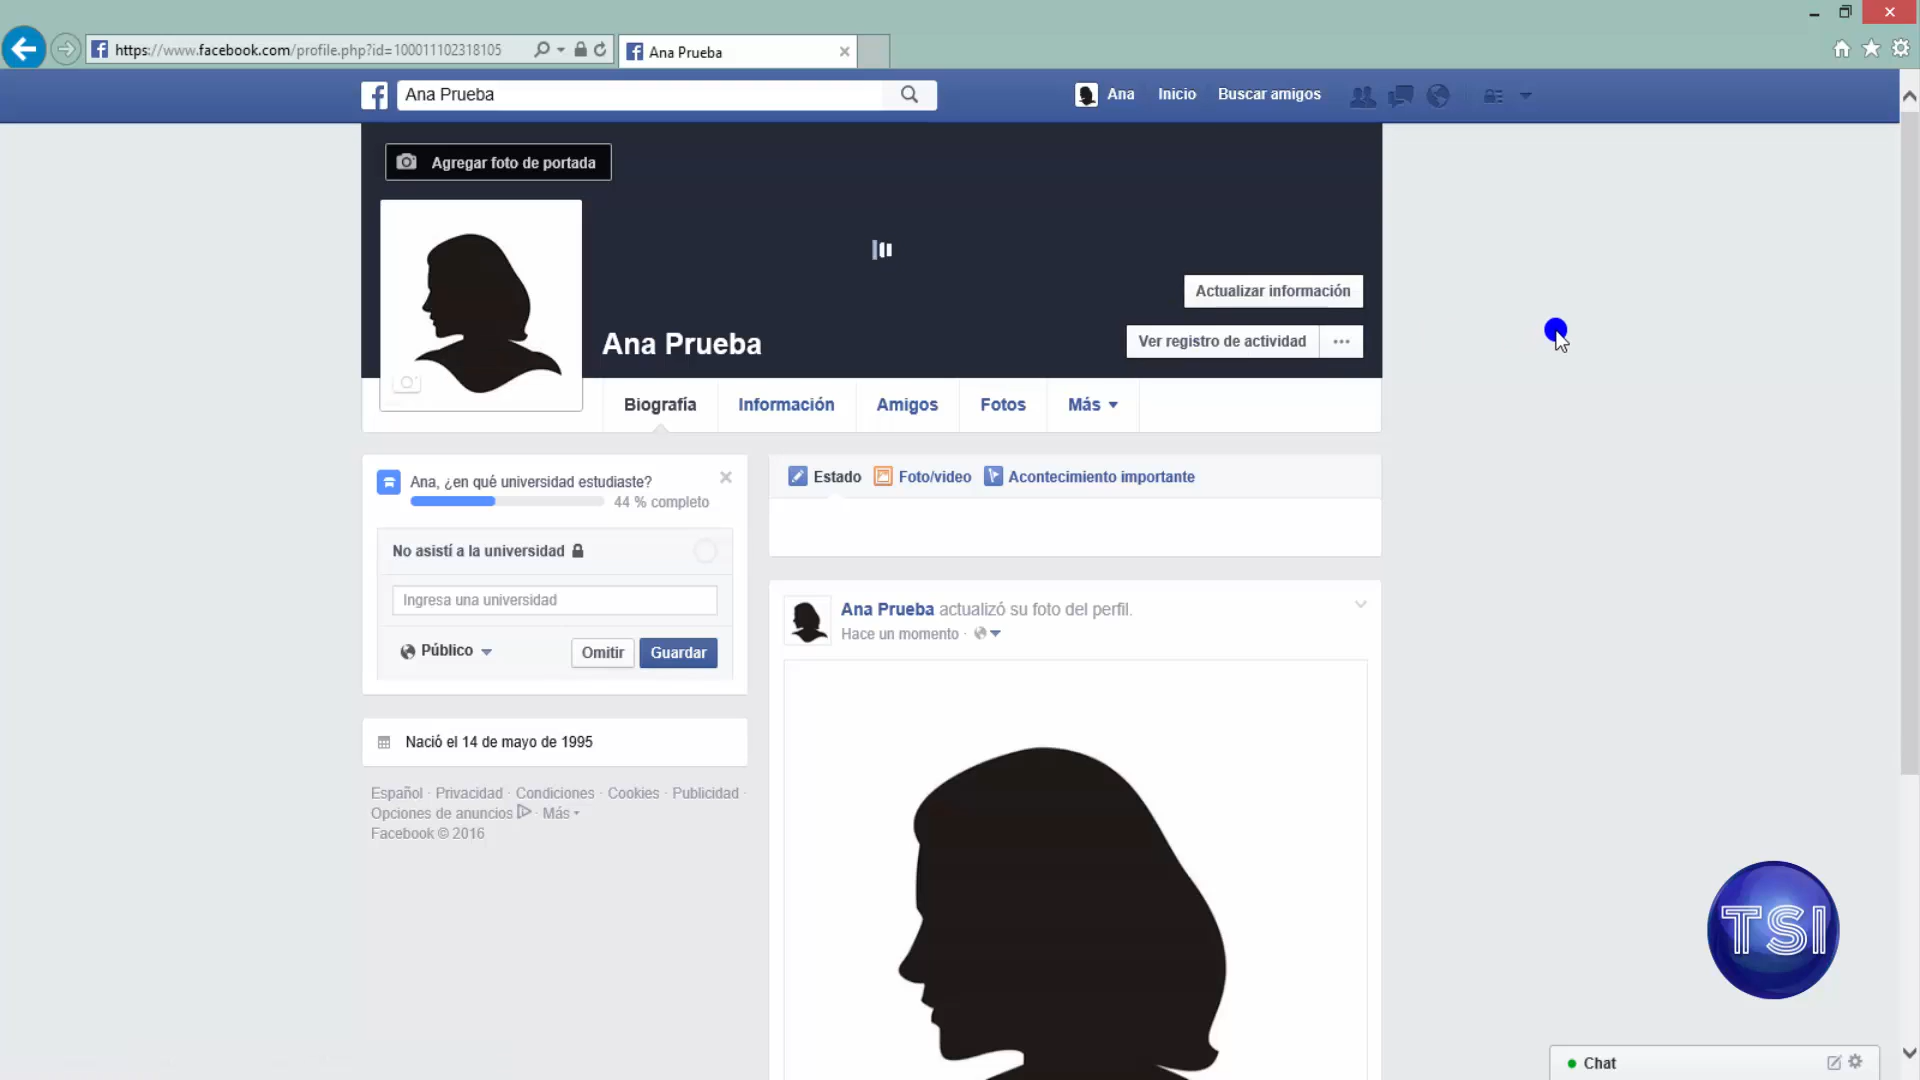 https://www.facebook.com/profile.php?id=100011102318105
Ana Prueba
Ana Prueba
Ana
Inicio
Buscar amigos
Agregar foto de portada
Actualizar información
Ana Prueba
Ver registro de actividad
Biografía
Información
Amigos
Fotos
Más
Ana, ¿en qué universidad estudiaste?
44 % completo
No asistí a la universidad
Ingresa una universidad
Público
Omitir
Guardar
Nació el 14 de mayo de 1995
Español · Privacidad · Condiciones · Cookies · Publicidad ·
Opciones de anuncios · Más
Facebook © 2016
Estado
Foto/video
Acontecimiento importante
Ana Prueba actualizó su foto del perfil.
Hace un momento ·
TSI
Chat